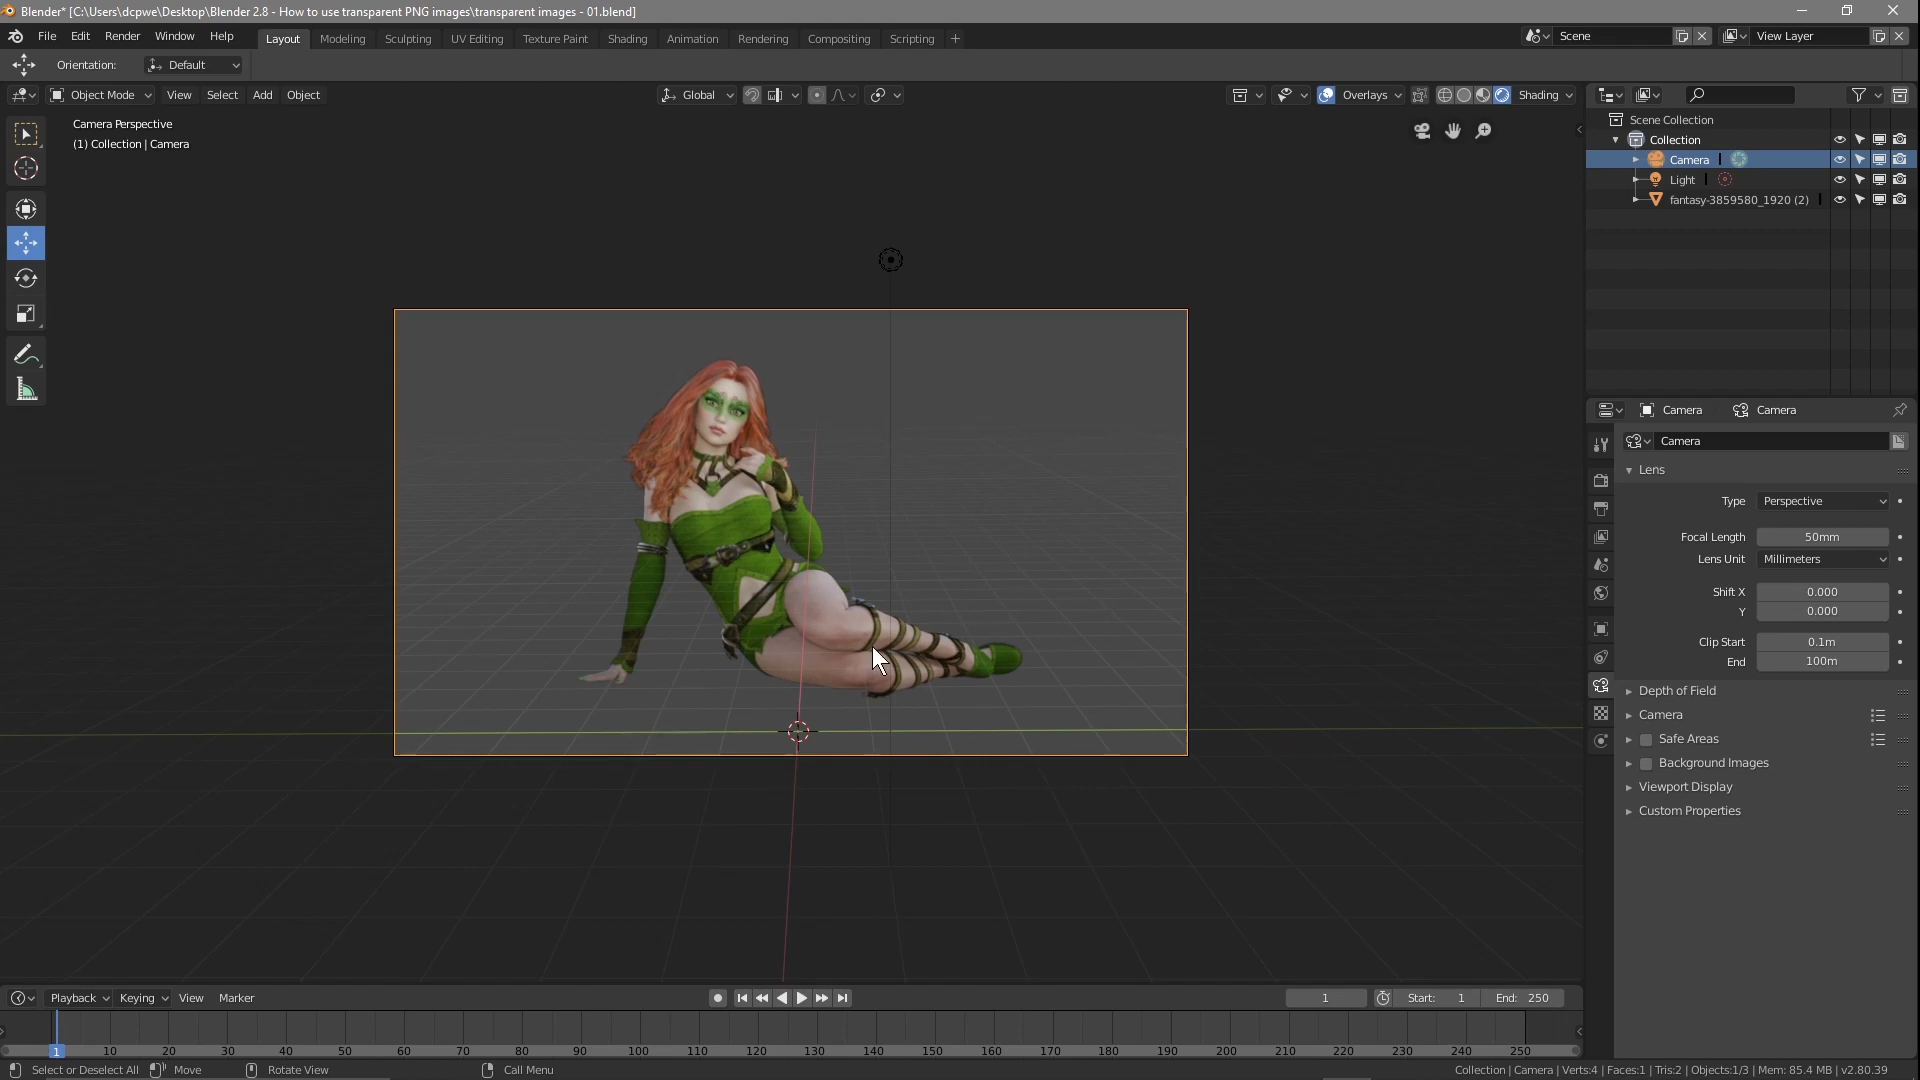 Blender* [C:\Users\dcpwe\Desktop\Blender 2.8 - How to use transparent PNG images\transparent images - 01.blend]
File Edit Render Window Help Layout Modeling Sculpting UV Editing Texture Paint Shading Animation Rendering Compositing Scripting + Scene View Layer
Orientation: Default
Object Mode View Select Add Object Global Overlays Shading
Camera Perspective
(1) Collection | Camera
Scene Collection
Collection
Camera
Light
fantasy-3859580_1920 (2)
Camera Camera
Camera
Lens
Type Perspective
Focal Length 50mm
Lens Unit Millimeters
Shift X 0.000
Y 0.000
Clip Start 0.1m
End 100m
Depth of Field
Camera
Safe Areas
Background Images
Viewport Display
Custom Properties
Playback Keying View Marker 1 Start: 1 End: 250
1 10 20 30 40 50 60 70 80 90 100 110 120 130 140 150 160 170 180 190 200 210 220 230 240 250
Select or Deselect All Move Rotate View Call Menu Collection | Camera | Verts:4 | Faces:1 | Tris:2 | Objects:1/3 | Mem: 85.4 MB | v2.80.39